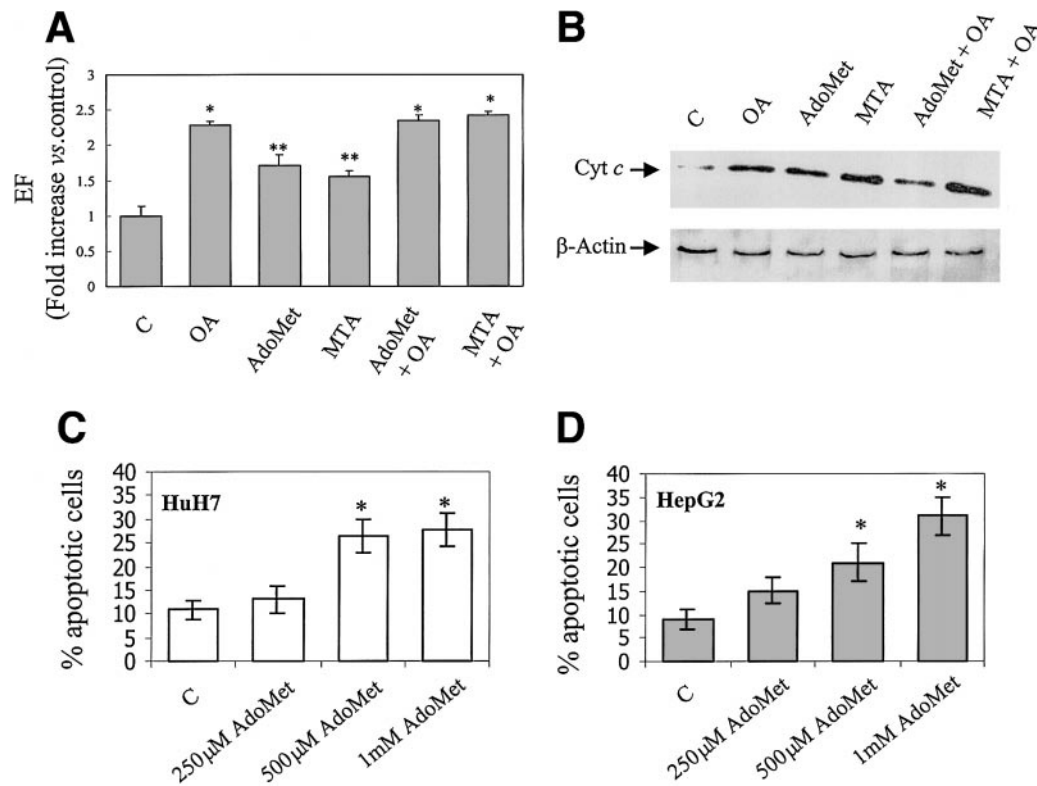 A
EF
(Fold increase vs.control)
3
2.5
2
1.5
1
0.5
0
*
**
**
*
*
C
OA
AdoMet
MTA
AdoMet
+ OA
MTA
+ OA
B
C
OA
AdoMet
MTA
AdoMet + OA
MTA + OA
Cyt c
β-Actin
C
% apoptotic cells
40
35
30
25
20
15
10
5
0
HuH7
*
*
C
250μM AdoMet
500μM AdoMet
1mM AdoMet
D
% apoptotic cells
40
35
30
25
20
15
10
5
0
HepG2
*
*
C
250μM AdoMet
500μM AdoMet
1mM AdoMet